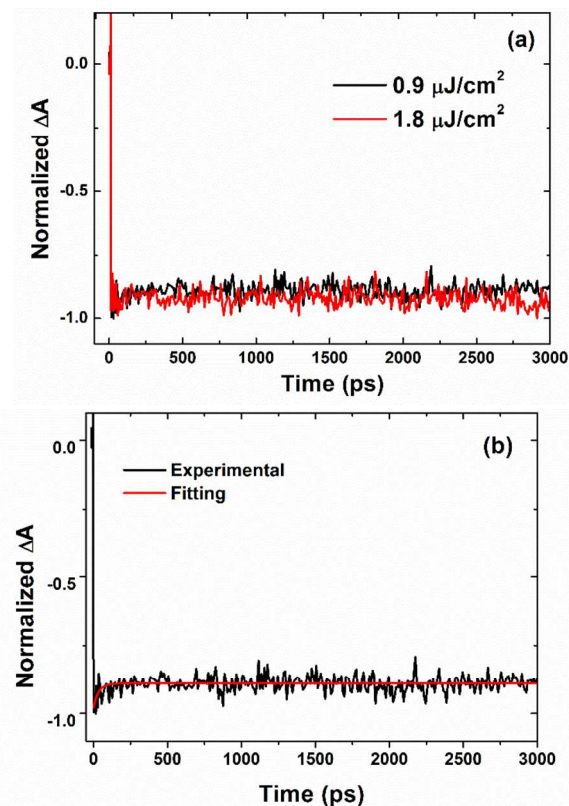 (a)
0.9 μJ/cm²
1.8 μJ/cm²
Normalized ΔA
0.0
-0.5
-1.0
0 500 1000 1500 2000 2500 3000
Time (ps)
(b)
Experimental
Fitting
Normalized ΔA
0.0
-0.5
-1.0
0 500 1000 1500 2000 2500 3000
Time (ps)